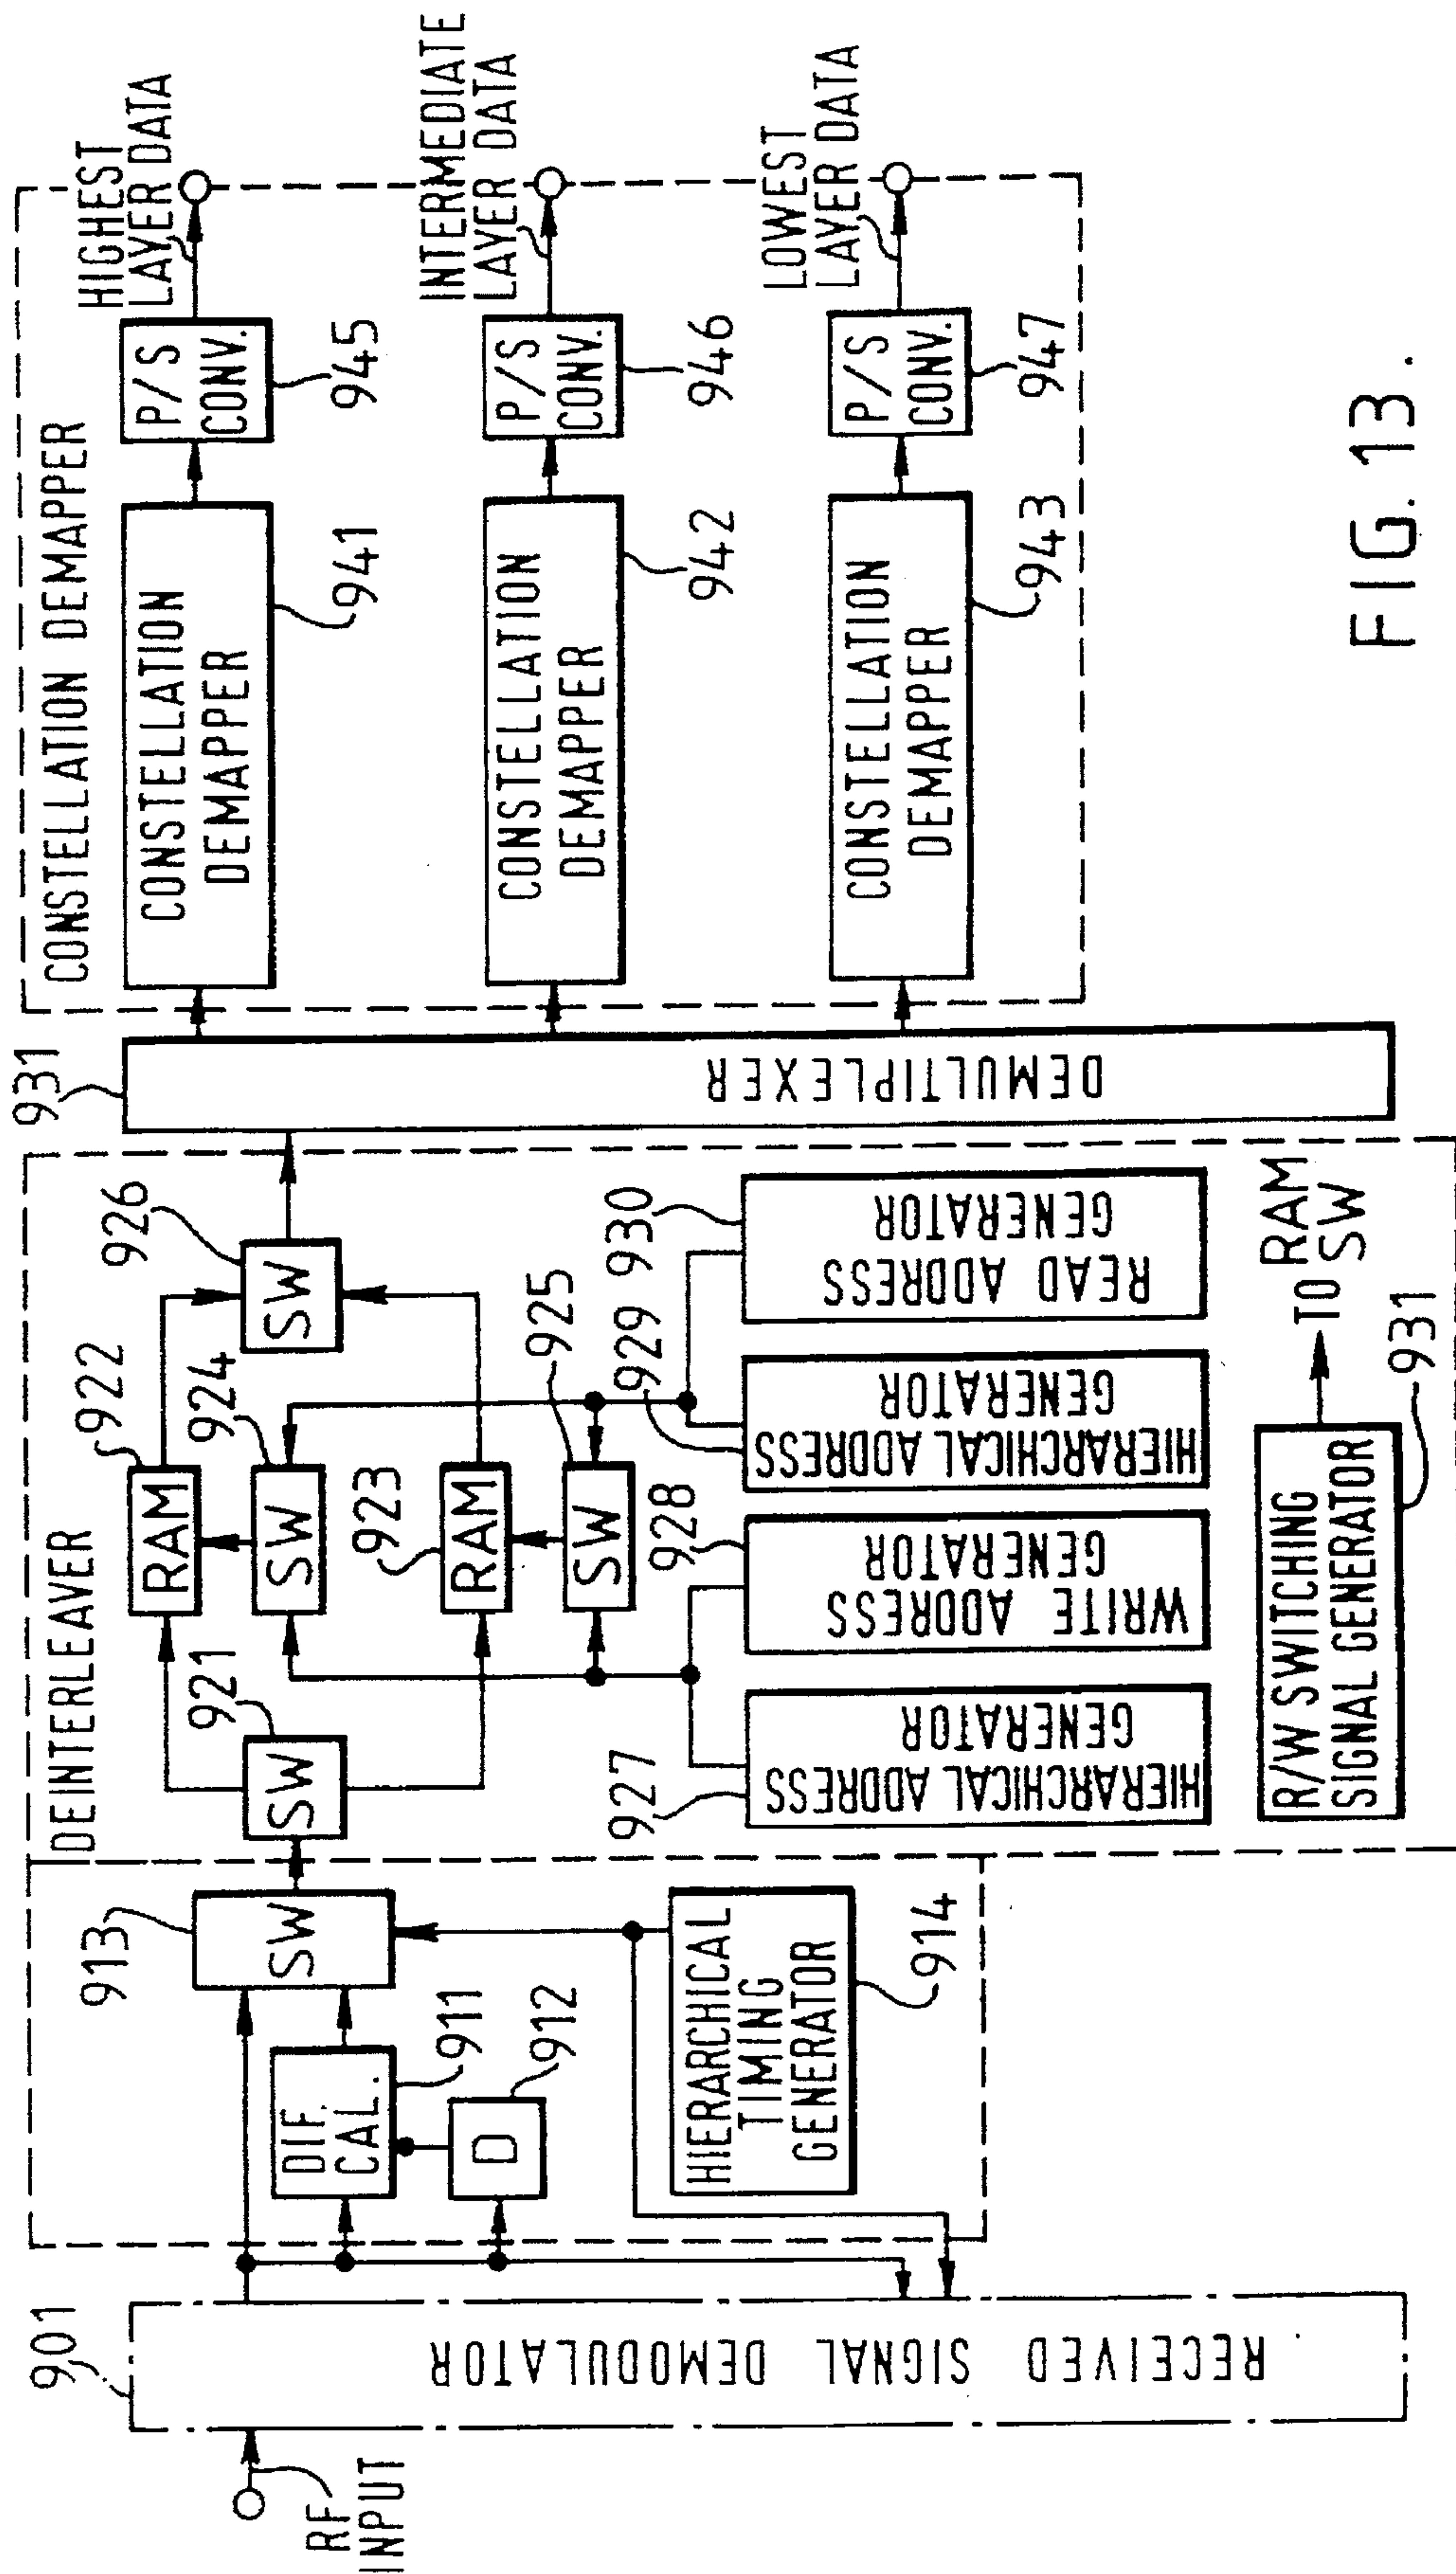 RF
INPUT
901
RECEIVED SIGNAL DEMODULATOR
913
SW
DIF.
CAL.
911
D
912
HIERARCHICAL
TIMING
GENERATOR
914
DEINTERLEAVER
921
SW
922
RAM
924
SW
923
RAM
925
SW
926
SW
927
HIERARCHICAL ADDRESS
GENERATOR
928
WRITE ADDRESS
GENERATOR
929
HIERARCHICAL ADDRESS
GENERATOR
930
READ ADDRESS
GENERATOR
R/W SWITCHING
SIGNAL GENERATOR
931
TO RAM
SW
931
DEMULTIPLEXER
CONSTELLATION DEMAPPER
CONSTELLATION
DEMAPPER
941
P/S
CONV.
945
HIGHEST
LAYER DATA
CONSTELLATION
DEMAPPER
942
P/S
CONV.
946
INTERMEDIATE
LAYER DATA
CONSTELLATION
DEMAPPER
943
P/S
CONV.
947
LOWEST
LAYER DATA
FIG. 13.